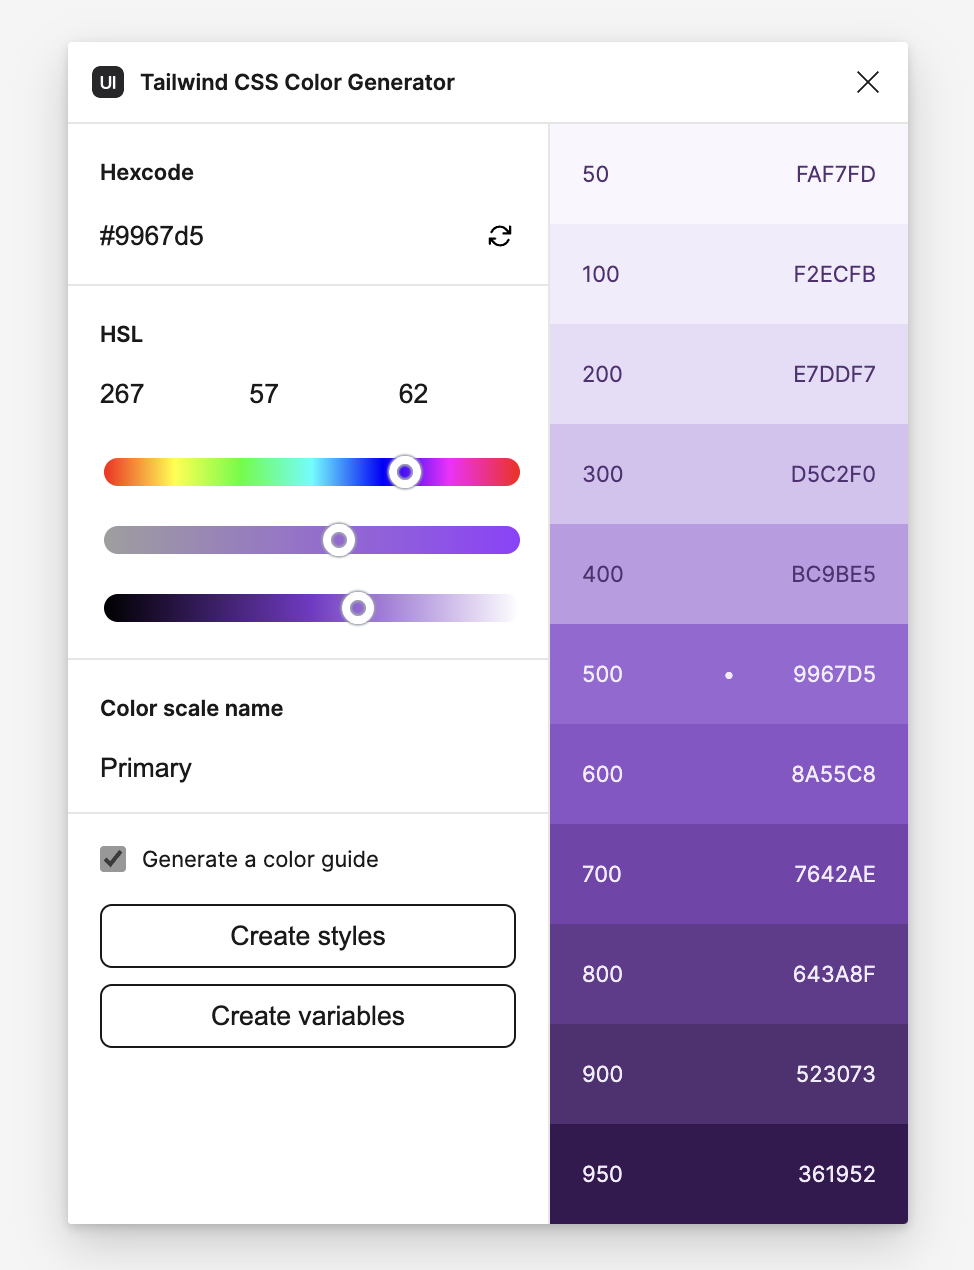 UI Tailwind CSS Color Generator
Hexcode
#9967d5
HSL
267 57 62
Color scale name
Primary
Generate a color guide
Create styles
Create variables
50 FAF7FD
100 F2ECFB
200 E7DDF7
300 D5C2F0
400 BC9BE5
500 • 9967D5
600 8A55C8
700 7642AE
800 643A8F
900 523073
950 361952